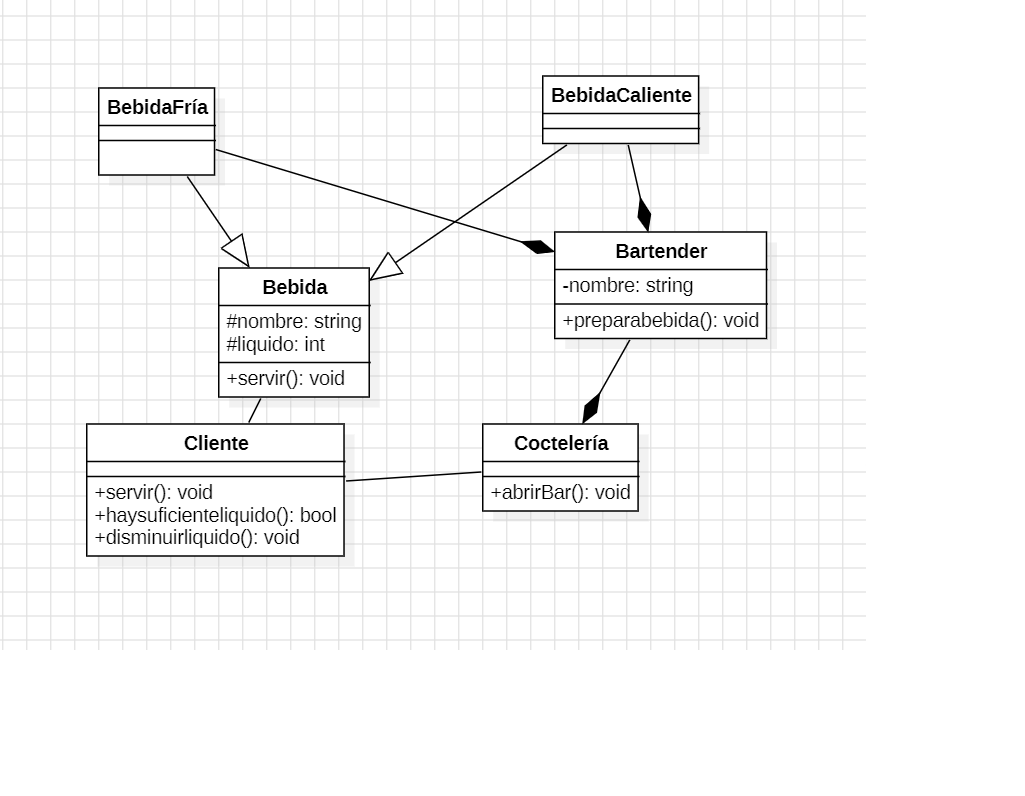 BebidaFría
BebidaCaliente
Bartender
-nombre: string
+preparabebida(): void
Bebida
#nombre: string
#liquido: int
+servir(): void
Cliente
+servir(): void
+haysuficienteliquido(): bool
+disminuirliquido(): void
Coctelería
+abrirBar(): void